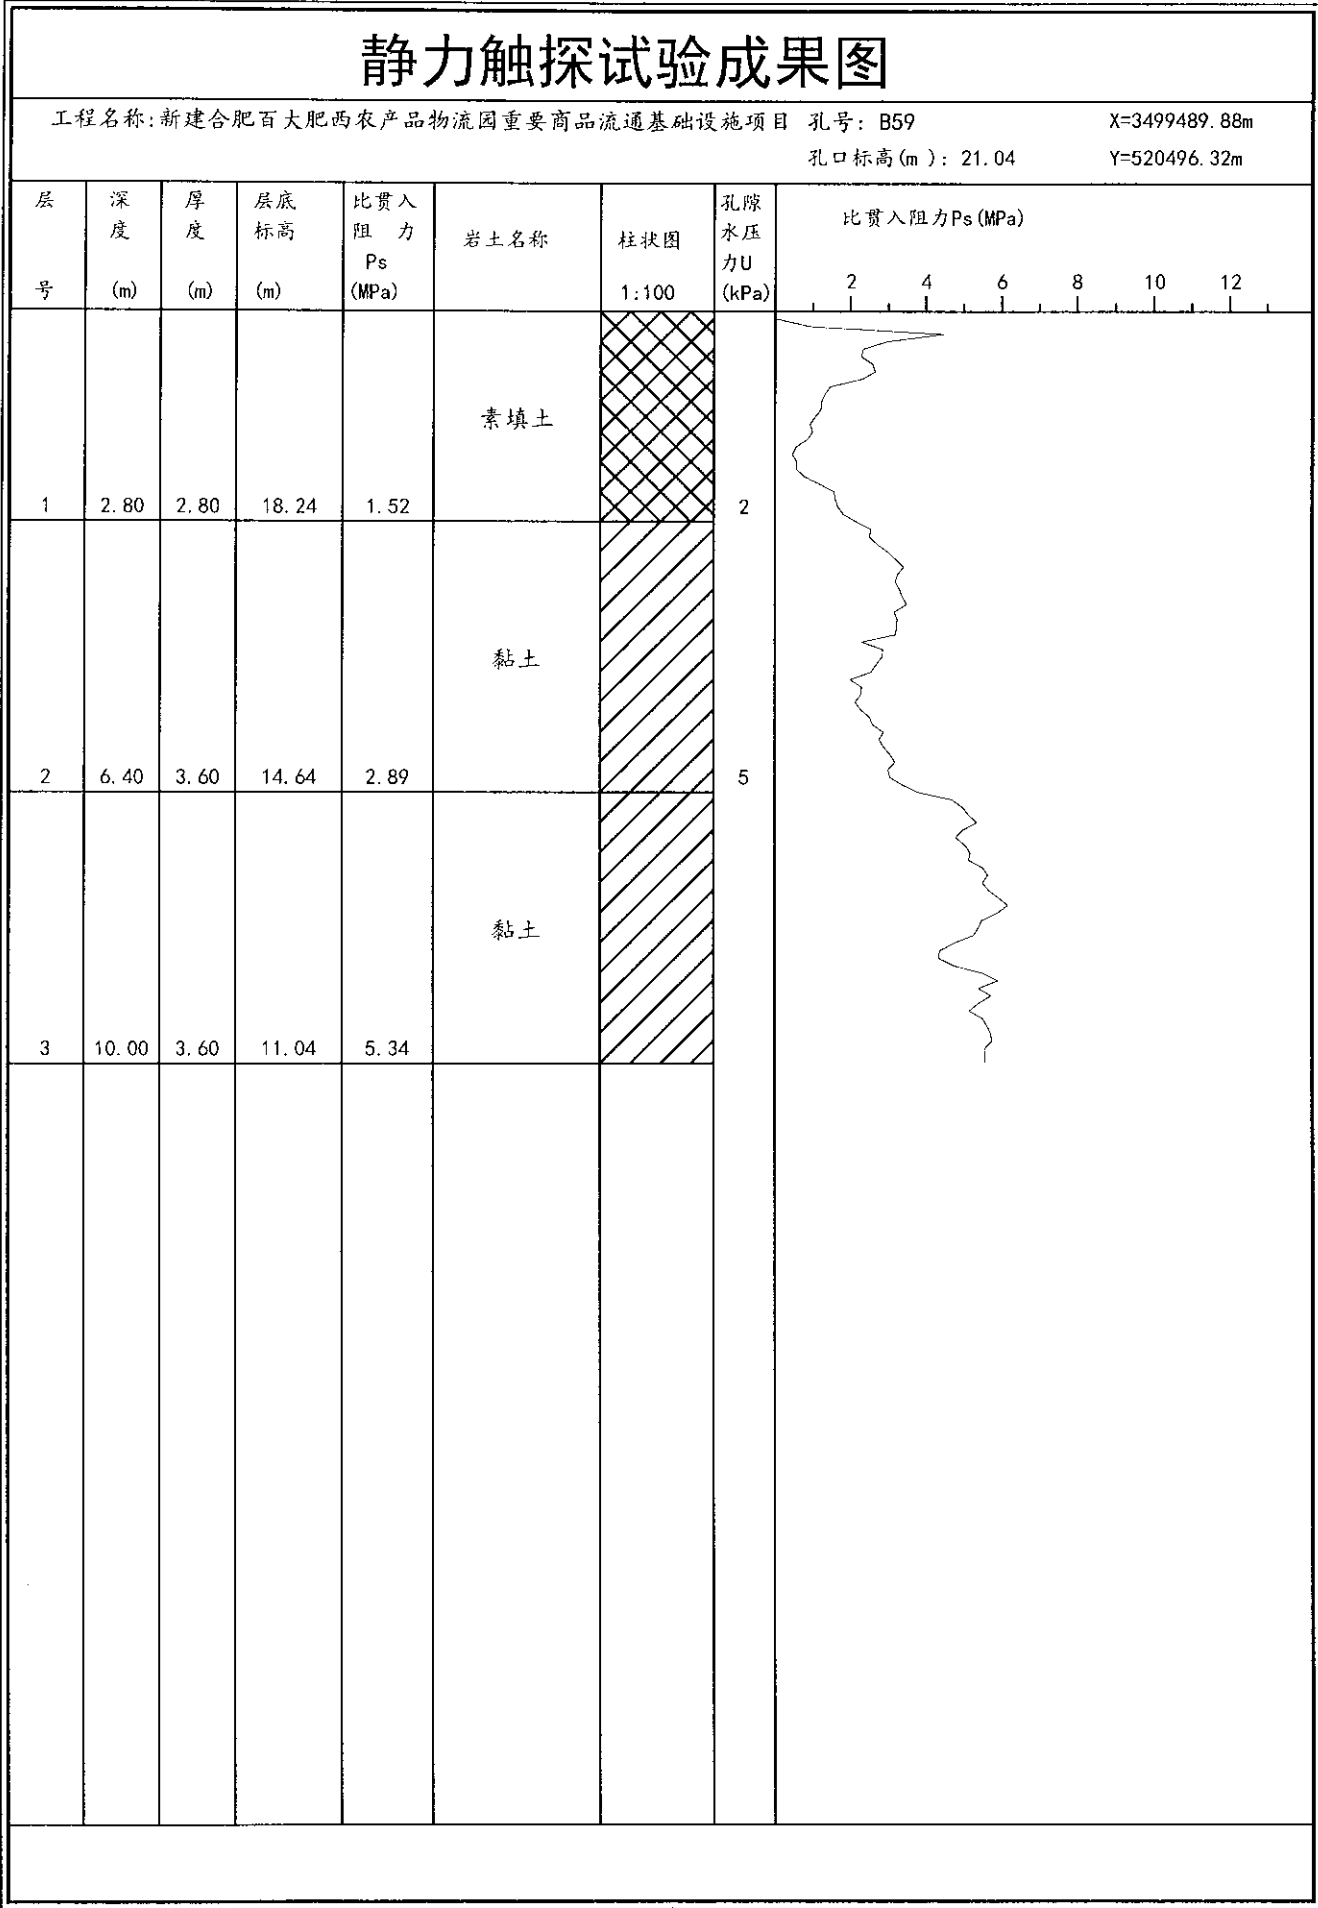 静力触探试验成果图
工程名称:新建合肥百大肥西农产品物流园重要商品流通基础设施项目 孔号: B59 X=3499489.88m
孔口标高(m ): 21.04 Y=520496.32m
层号 深度(m) 厚度(m) 层底标高(m) 比贯入阻力Ps(MPa) 岩土名称 柱状图1:100 孔隙水压力U(kPa) 比贯入阻力Ps(MPa)
2 4 6 8 10 12
素填土
1 2.80 2.80 18.24 1.52 2
黏土
2 6.40 3.60 14.64 2.89 5
黏土
3 10.00 3.60 11.04 5.34